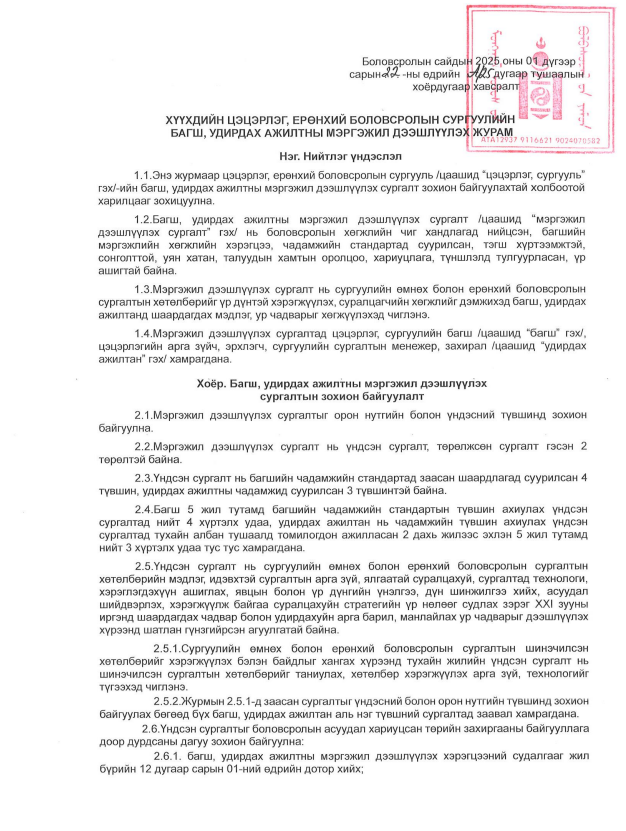 Боловсролын сайдын 2025 оны 01 дүгээр
сарын 22 -ны өдрийн А/25 дугаар тушаалын
хоёрдугаар хавсралт
ХҮҮХДИЙН ЦЭЦЭРЛЭГ, ЕРӨНХИЙ БОЛОВСРОЛЫН СУРГУУЛИЙН
БАГШ, УДИРДАХ АЖИЛТНЫ МЭРГЭЖИЛ ДЭЭШЛҮҮЛЭХ ЖУРАМ
АТА12937 9116621 9024070582
Нэг. Нийтлэг үндэслэл
1.1.Энэ журмаар цэцэрлэг, ерөнхий боловсролын сургууль /цаашид “цэцэрлэг, сургууль”
гэх/-ийн багш, удирдах ажилтны мэргэжил дээшлүүлэх сургалт зохион байгуулахтай холбоотой
харилцааг зохицуулна.
1.2.Багш, удирдах ажилтны мэргэжил дээшлүүлэх сургалт /цаашид “мэргэжил
дээшлүүлэх сургалт” гэх/ нь боловсролын хөгжлийн чиг хандлагад нийцсэн, багшийн
мэргэжлийн хөгжлийн хэрэгцээ, чадамжийн стандартад суурилсан, тэгш хүртээмжтэй,
сонголттой, уян хатан, талуудын хамтын оролцоо, хариуцлага, түншлэлд тулгуурласан, үр
ашигтай байна.
1.3.Мэргэжил дээшлүүлэх сургалт нь сургуулийн өмнөх болон ерөнхий боловсролын
сургалтын хөтөлбөрийг үр дүнтэй хэрэгжүүлэх, суралцагчийн хөгжлийг дэмжихэд багш, удирдах
ажилтанд шаардагдах мэдлэг, ур чадварыг хөгжүүлэхэд чиглэнэ.
1.4.Мэргэжил дээшлүүлэх сургалтад цэцэрлэг, сургуулийн багш /цаашид “багш” гэх/,
цэцэрлэгийн арга зүйч, эрхлэгч, сургуулийн сургалтын менежер, захирал /цаашид “удирдах
ажилтан” гэх/ хамрагдана.
Хоёр. Багш, удирдах ажилтны мэргэжил дээшлүүлэх
сургалтын зохион байгуулалт
2.1.Мэргэжил дээшлүүлэх сургалтыг орон нутгийн болон үндэсний түвшинд зохион
байгуулна.
2.2.Мэргэжил дээшлүүлэх сургалт нь үндсэн сургалт, төрөлжсөн сургалт гэсэн 2
төрөлтэй байна.
2.3.Үндсэн сургалт нь багшийн чадамжийн стандартад заасан шаардлагад суурилсан 4
түвшин, удирдах ажилтны чадамжид суурилсан 3 түвшинтэй байна.
2.4.Багш 5 жил тутамд багшийн чадамжийн стандартын түвшин ахиулах үндсэн
сургалтад нийт 4 хүртэлх удаа, удирдах ажилтан нь чадамжийн түвшин ахиулах үндсэн
сургалтад тухайн албан тушаалд томилогдон ажилласан 2 дахь жилээс эхлэн 5 жил тутамд
нийт 3 хүртэлх удаа тус тус хамрагдана.
2.5.Үндсэн сургалт нь сургуулийн өмнөх болон ерөнхий боловсролын сургалтын
хөтөлбөрийн мэдлэг, идэвхтэй сургалтын арга зүй, ялгаатай суралцахуй, сургалтад технологи,
хэрэглэгдэхүүн ашиглах, явцын болон үр дүнгийн үнэлгээ, дүн шинжилгээ хийх, асуудал
шийдвэрлэх, хэрэгжүүлж байгаа суралцахуйн стратегийн үр нөлөөг судлах зэрэг XXI зууны
иргэнд шаардагдах чадвар болон удирдахуйн арга барил, манлайлах ур чадварыг дээшлүүлэх
хүрээнд шатлан гүнзгийрсэн агуулгатай байна.
2.5.1.Сургуулийн өмнөх болон ерөнхий боловсролын сургалтын шинэчилсэн
хөтөлбөрийг хэрэгжүүлэх бэлэн байдлыг хангах хүрээнд тухайн жилийн үндсэн сургалт нь
шинэчилсэн сургалтын хөтөлбөрийг таниулах, хөтөлбөр хэрэгжүүлэх арга зүй, технологийг
түгээхэд чиглэнэ.
2.5.2.Журмын 2.5.1-д заасан сургалтыг үндэсний болон орон нутгийн түвшинд зохион
байгуулах бөгөөд бүх багш, удирдах ажилтан аль нэг түвшний сургалтад заавал хамрагдана.
2.6.Үндсэн сургалтыг боловсролын асуудал хариуцсан төрийн захиргааны байгууллага
доор дурдсаны дагуу зохион байгуулна:
2.6.1. багш, удирдах ажилтны мэргэжил дээшлүүлэх хэрэгцээний судалгааг жил
бүрийн 12 дугаар сарын 01-ний өдрийн дотор хийх;